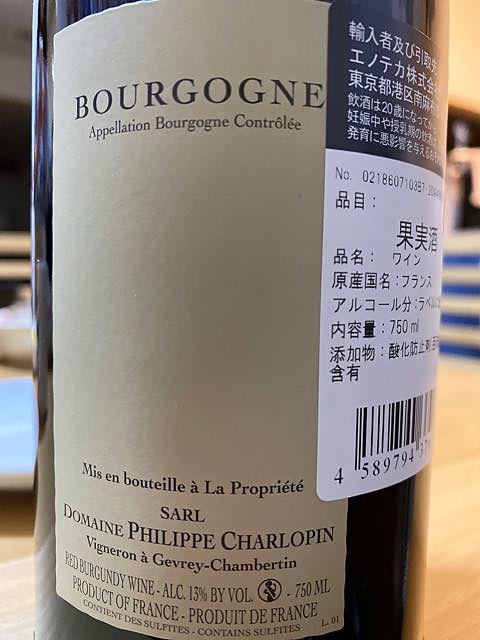 BOURGOGNE
Appellation Bourgogne Contrôlée
Mis en bouteille à La Propriété
SARL
DOMAINE PHILIPPE CHARLOPIN
Vigneron à Gevrey-Chambertin
RED BURGUNDY WINE - ALC. 13% BY VOL. - 750 ML
PRODUCT OF FRANCE - PRODUIT DE FRANCE
CONTIENT DES SULFITES - CONTAINS SULFITES
L. 01
輸入者及び引取先
エノテカ株式会
東京都港区南麻布
飲酒は20歳になってか
妊娠中や授乳期の飲酒
発育に悪影響を与えるお
No. 0218607103B7-
品目：
果実酒
品名： ワイン
原産国名：フランス
アルコール分：ラベル
内容量：750 ml
添加物：酸化防止剤
含有
4 589794 3